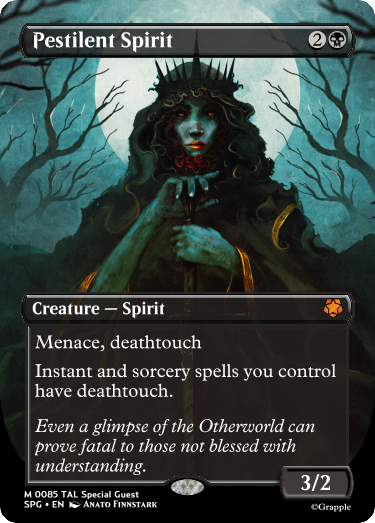 Pestilent Spirit 2
Creature — Spirit
Menace, deathtouch
Instant and sorcery spells you control
have deathtouch.
Even a glimpse of the Otherworld can
prove fatal to those not blessed with
understanding.
3/2
M 0085 TAL Special Guest
SPG • EN Anato Finnstark
©Grapple